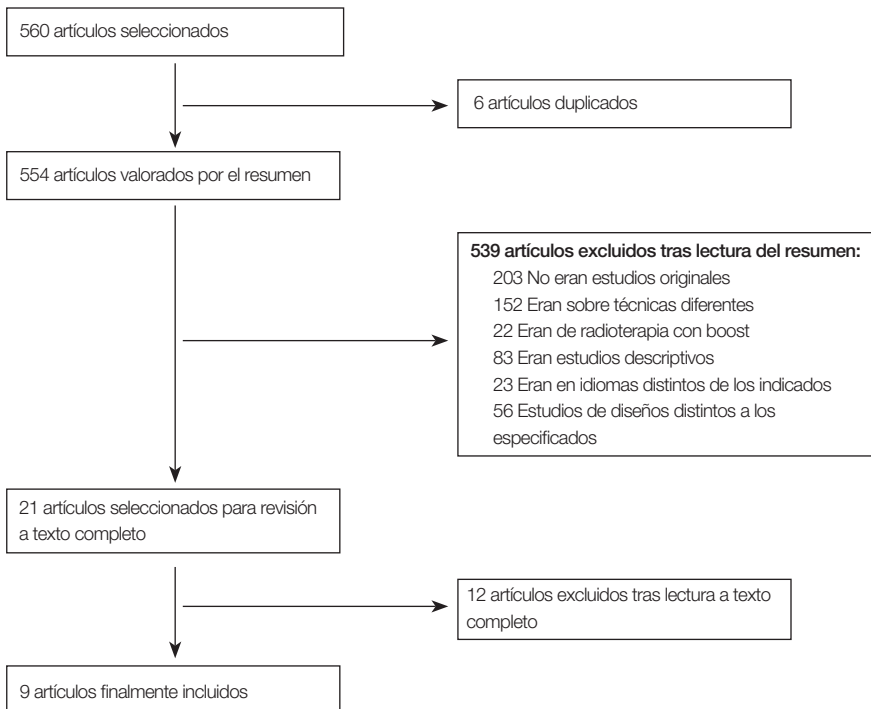 560 artículos seleccionados
6 artículos duplicados
554 artículos valorados por el resumen
539 artículos excluidos tras lectura del resumen:
203 No eran estudios originales
152 Eran sobre técnicas diferentes
22 Eran de radioterapia con boost
83 Eran estudios descriptivos
23 Eran en idiomas distintos de los indicados
56 Estudios de diseños distintos a los
especificados
21 artículos seleccionados para revisión
a texto completo
12 artículos excluidos tras lectura a texto
completo
9 artículos finalmente incluidos